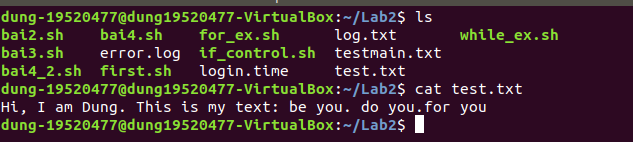 dung-19520477@dung19520477-VirtualBox:~/Lab2$ ls
bai2.sh bai4.sh for_ex.sh log.txt while_ex.sh
bai3.sh error.log if_control.sh testmain.txt
bai4_2.sh first.sh login.time test.txt
dung-19520477@dung19520477-VirtualBox:~/Lab2$ cat test.txt
Hi, I am Dung. This is my text: be you. do you.for you
dung-19520477@dung19520477-VirtualBox:~/Lab2$